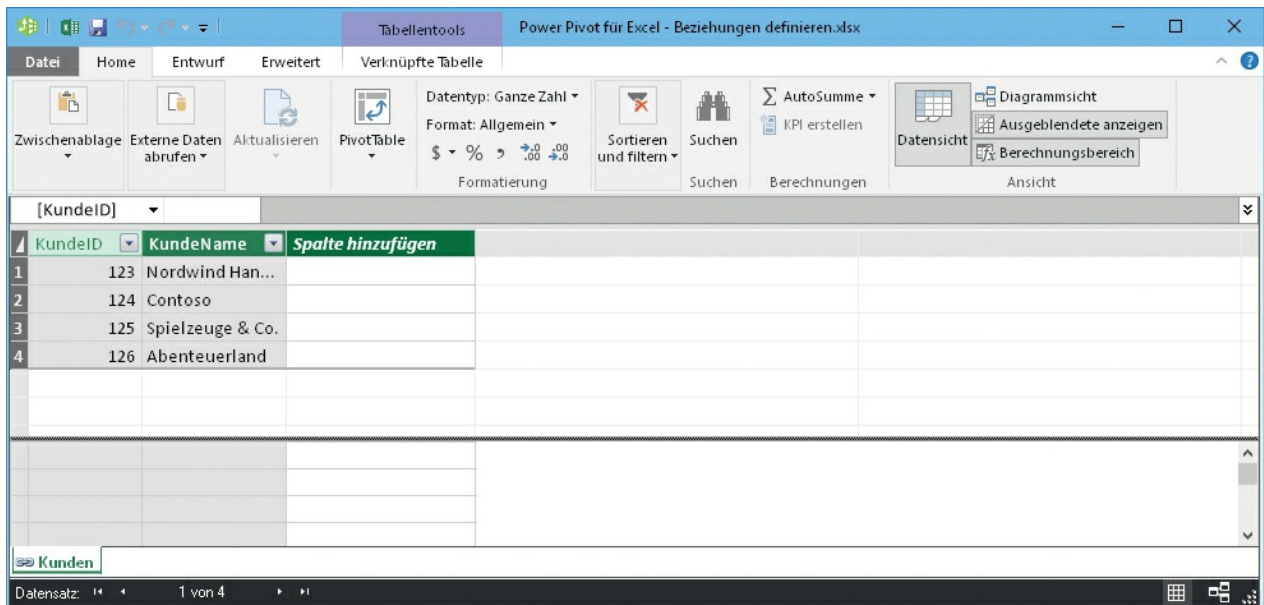 Tabellentools Power Pivot für Excel - Beziehungen definieren.xlsx
Datei Home Entwurf Erweitert Verknüpfte Tabelle
Zwischenablage
Externe Daten abrufen
Aktualisieren
PivotTable
Datentyp: Ganze Zahl
Format: Allgemein
$ % 9 .00 .00
Formatierung
Sortieren und filtern
Suchen
Suchen
∑ AutoSumme
KPI erstellen
Berechnungen
Datensicht
Diagrammsicht
Ausgeblendete anzeigen
Berechnungsbereich
Ansicht
[KundeID]
KundeID KundeName Spalte hinzufügen
1 123 Nordwind Han...
2 124 Contoso
3 125 Spielzeuge & Co.
4 126 Abenteuerland
Kunden
Datensatz: 1 von 4